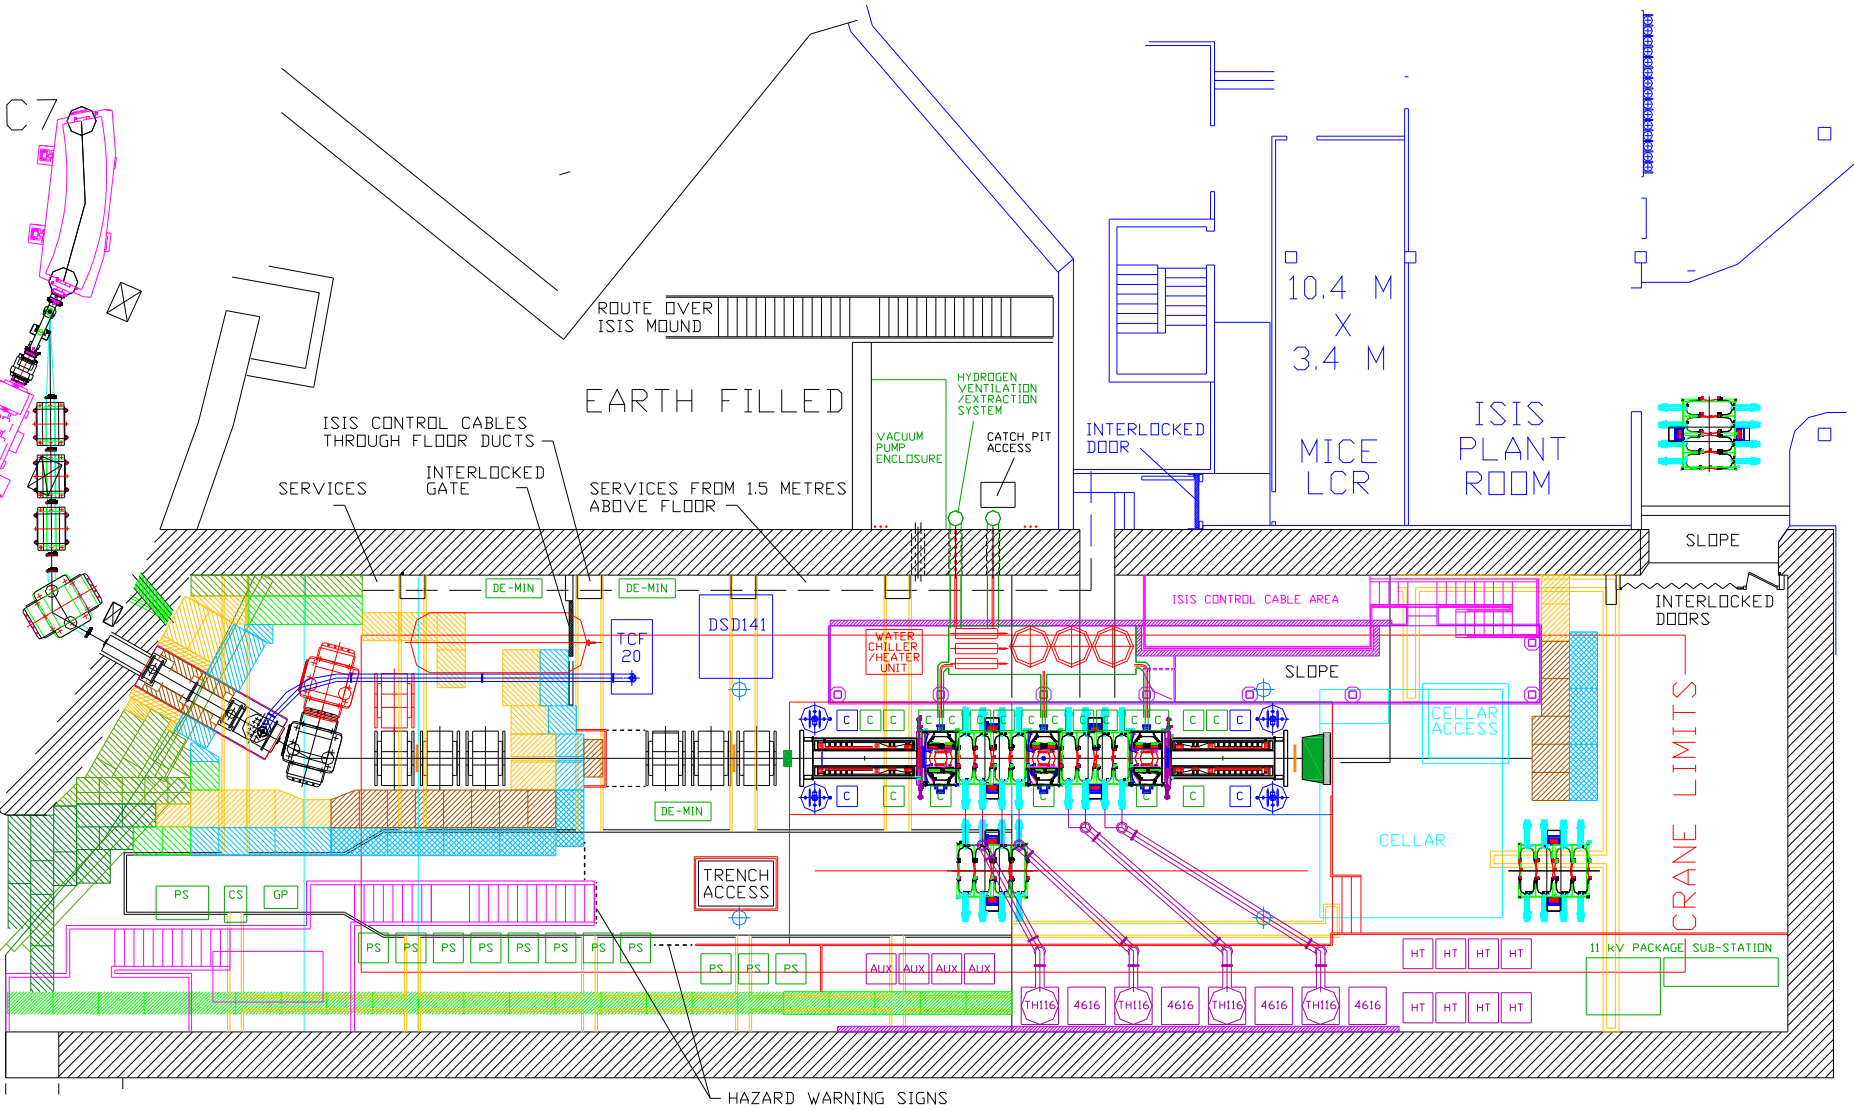 C7
ROUTE OVER
ISIS MOUND
EARTH FILLED
10.4 M
X
3.4 M
HYDROGEN
VENTILATION
/EXTRACTION
SYSTEM
ISIS CONTROL CABLES
THROUGH FLOOR DUCTS
VACUUM
PUMP
ENCLOSURE
CATCH PIT
ACCESS
INTERLOCKED
DOOR
MICE
LCR
ISIS
PLANT
ROOM
INTERLOCKED
GATE
SERVICES
SERVICES FROM 1.5 METRES
ABOVE FLOOR
SLOPE
DE-MIN
DE-MIN
ISIS CONTROL CABLE AREA
INTERLOCKED
DOORS
TCF
20
DSD141
WATER
CHILLER
/HEATER
UNIT
SLOPE
C
C
C
C
C
C
C
C
C
C
CELLAR
ACCESS
CRANE LIMITS
C
C
C
C
C
C
C
DE-MIN
CELLAR
TRENCH
ACCESS
PS
CS
GP
PS
PS
PS
PS
PS
PS
PS
PS
PS
PS
PS
AUX
AUX
AUX
AUX
HT
HT
HT
HT
11 kV PACKAGE SUB-STATION
TH116
4616
TH116
4616
TH116
4616
TH116
4616
HT
HT
HT
HT
HAZARD WARNING SIGNS